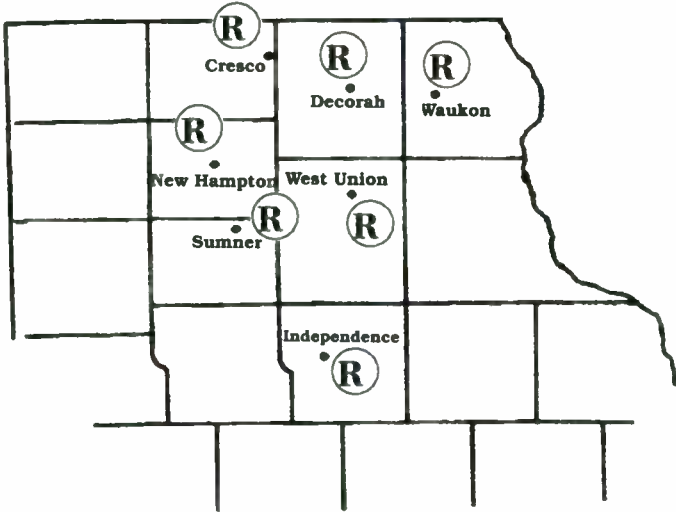 R
Cresco
R
Decorah
R
Waukon
R
New Hampton
West Union
R
Sumner
R
Independence
R